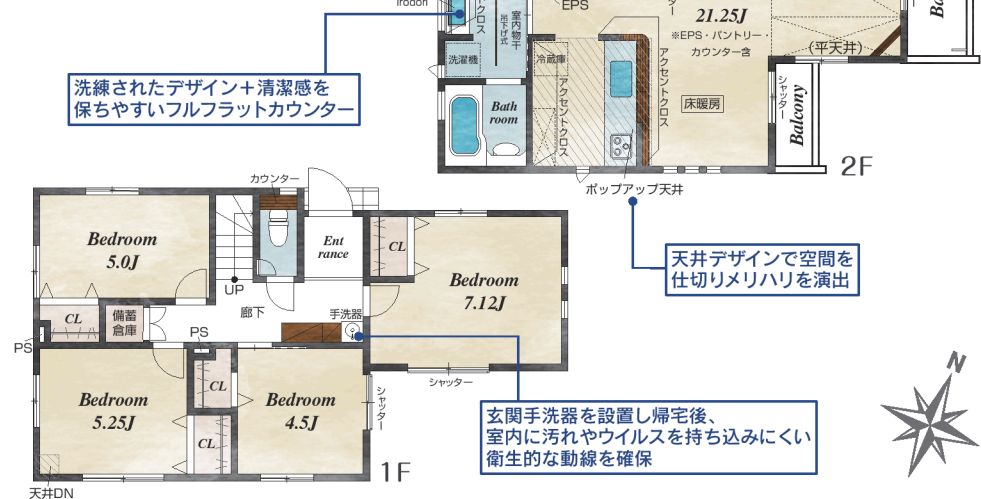 Irodori
トクロス
室内物干
吊下げ式
EPS
21.25J
※EPS・パントリー・
カウンター含
(平天井)
洗濯機
冷蔵庫
アクセントクロス
アクセントクロス
床暖房
シャッター
Balcony
洗練されたデザイン+清潔感を
保ちやすいフルフラットカウンター
Bath
room
2F
ポップアップ天井
天井デザインで空間を
仕切りメリハリを演出
カウンター
Bedroom
5.0J
Ent
rance
CL
Bedroom
7.12J
UP
廊下
手洗器
CL
備蓄
倉庫
PS
PS
シャッター
CL
Bedroom
5.25J
Bedroom
4.5J
シャッター
CL
玄関手洗器を設置し帰宅後、
室内に汚れやウイルスを持ち込みにくい
衛生的な動線を確保
1F
天井DN
N